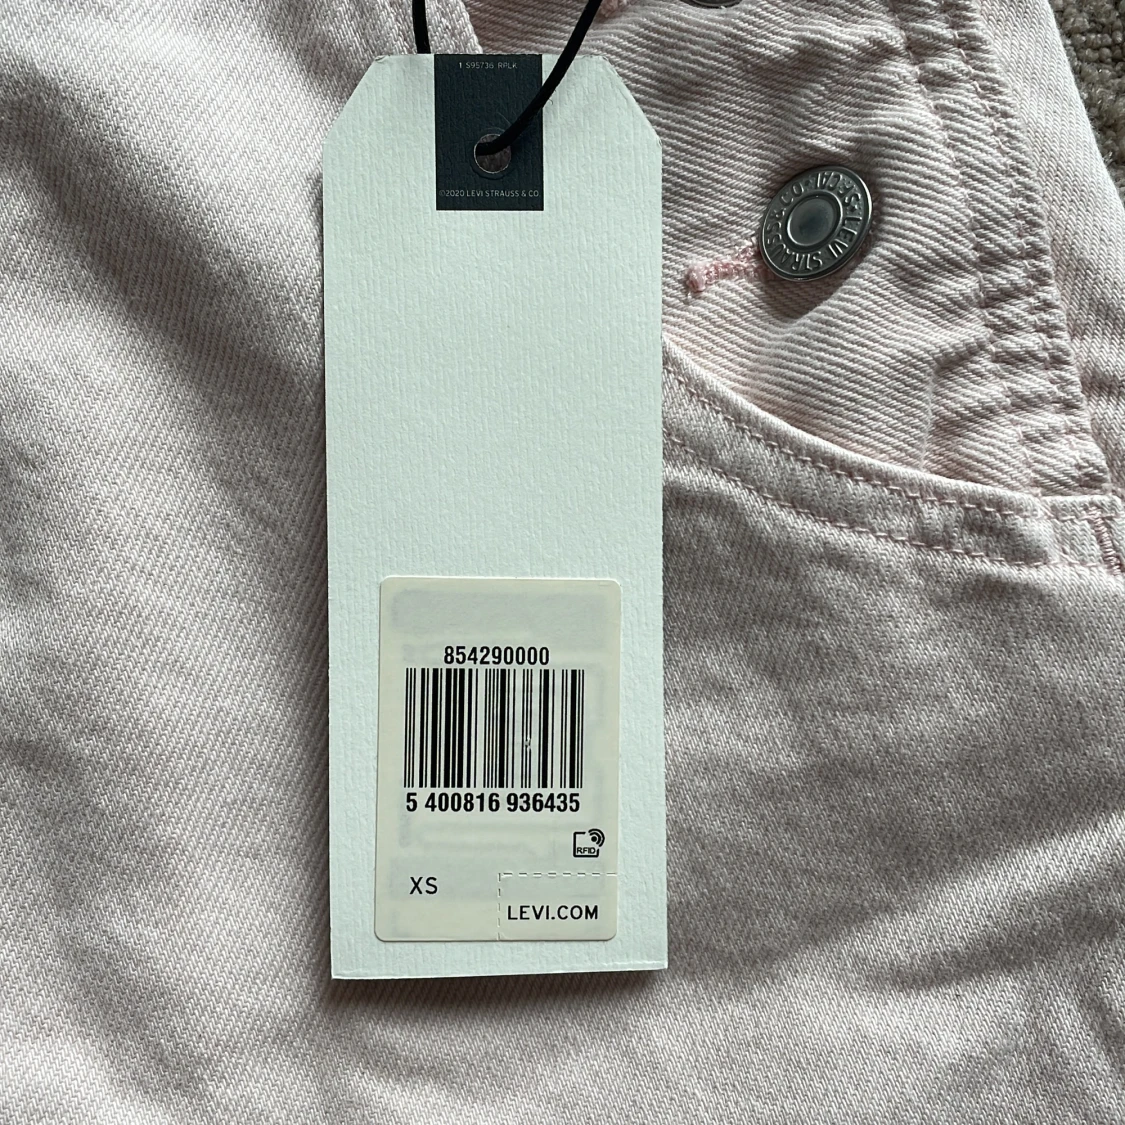 1 S95736 RPLK
©2020 LEVI STRAUSS & CO.
LEVI STRAUSS & CO.
854290000
5 400816 936435
RFID
XS
LEVI.COM